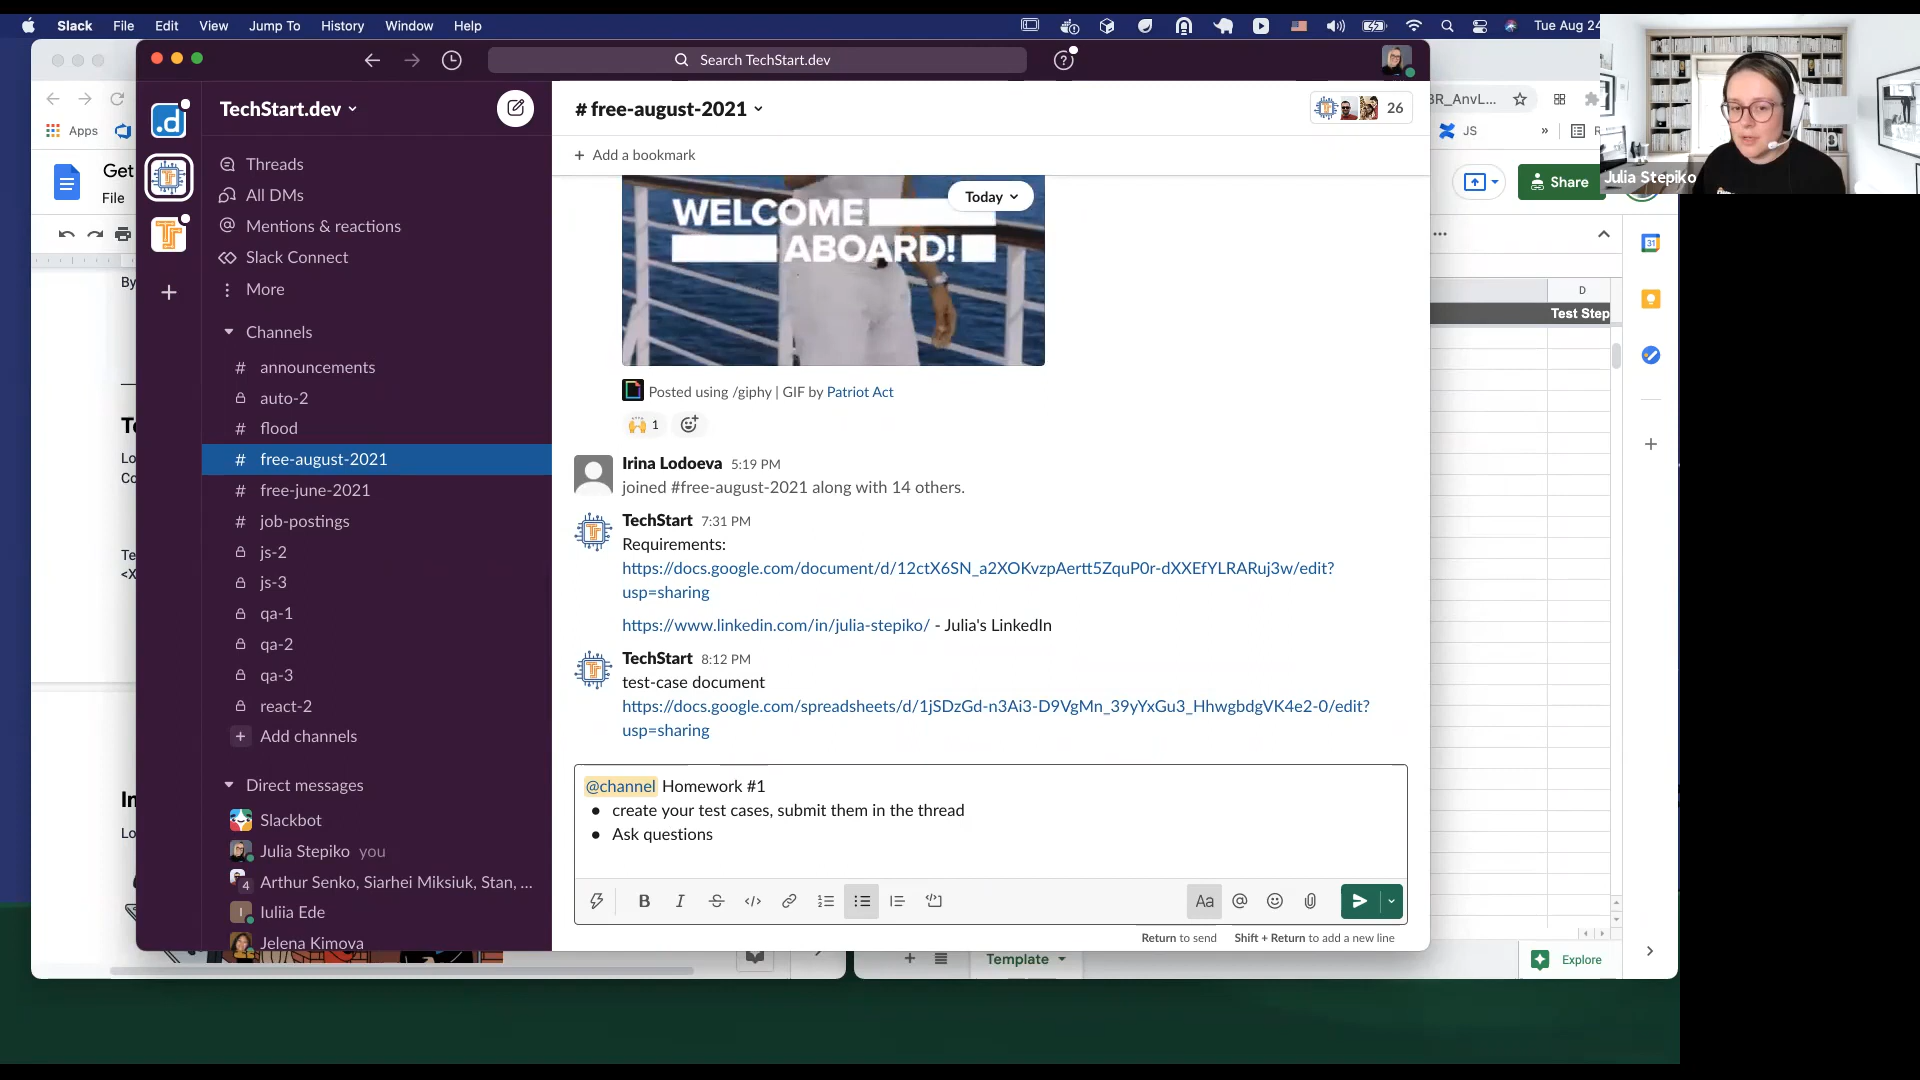 Slack File Edit View Jump To History Window Help
Tue Aug 24
Search TechStart.dev
TechStart.dev
# free-august-2021
26
Add a bookmark
Threads
All DMs
Mentions & reactions
Slack Connect
More
Channels
# announcements
auto-2
# flood
# free-august-2021
# free-june-2021
# job-postings
js-2
js-3
qa-1
qa-2
qa-3
react-2
Add channels
Direct messages
Slackbot
Julia Stepiko you
4 Arthur Senko, Siarhei Miksiuk, Stan, ...
I Iuliia Ede
Jelena Kimova
Today
WELCOME
ABOARD!
Posted using /giphy | GIF by Patriot Act
1
Irina Lodoeva 5:19 PM
joined #free-august-2021 along with 14 others.
TechStart 7:31 PM
Requirements:
https://docs.google.com/document/d/12ctX6SN_a2XOKvzpAertt5ZquP0r-dXXEfYLRARuj3w/edit?
usp=sharing
https://www.linkedin.com/in/julia-stepiko/ - Julia's LinkedIn
TechStart 8:12 PM
test-case document
https://docs.google.com/spreadsheets/d/1jSDzGd-n3Ai3-D9VgMn_39yYxGu3_HhwgbdgVK4e2-0/edit?
usp=sharing
@channel Homework #1
create your test cases, submit them in the thread
Ask questions
B I S
Aa
Return to send Shift + Return to add a new line
Apps
Get
File
By
Lo
Co
Te
<X
In
Lo
BR_AnvL...
JS
»
Share
D
Test Step
Template
Explore
31
Julia Stepiko